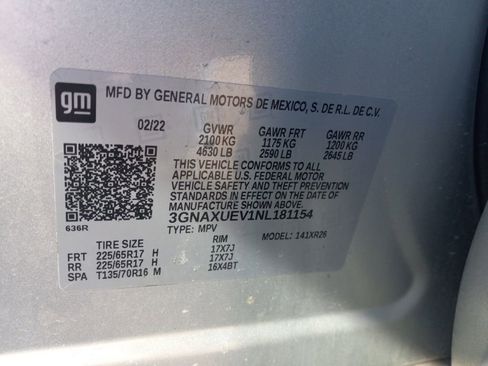 gm
MFD BY GENERAL MOTORS DE MEXICO, S. DE R.L. DE C.V.
02/22 GVWR GAWR FRT GAWR RR
2100 KG 1175 KG 1200 KG
4630 LB 2590 LB 2645 LB
THIS VEHICLE CONFORMS TO ALL
APPLICABLE U.S. FEDERAL MOTOR
VEHICLE SAFETY AND THEFT PREVENTION
STANDARDS IN EFFECT ON THE DATE OF
MANUFACTURE SHOWN ABOVE.
636R 3GNAXUEV1NL181154
TYPE: MPV MODEL: 141XR26
TIRE SIZE RIM
FRT 225/65R17 H 17X7J
RR 225/65R17 H 17X7J
SPA T135/70R16 M 16X4BT